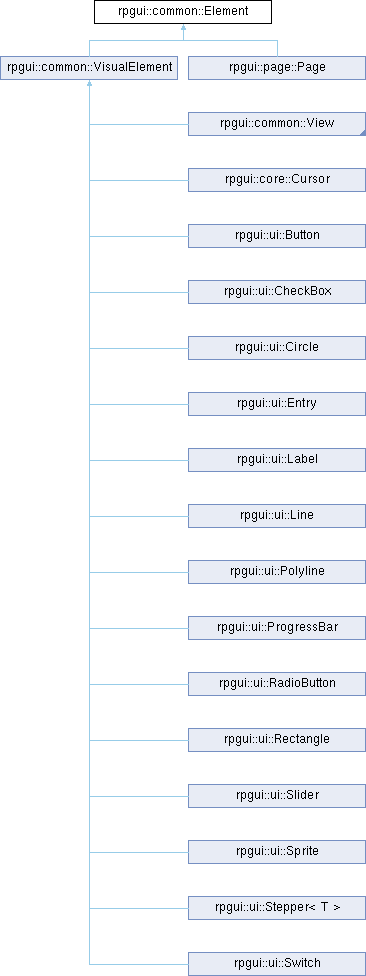 rpgui::common::Element
rpgui::common::VisualElement
rpgui::page::Page
rpgui::common::View
rpgui::core::Cursor
rpgui::ui::Button
rpgui::ui::CheckBox
rpgui::ui::Circle
rpgui::ui::Entry
rpgui::ui::Label
rpgui::ui::Line
rpgui::ui::Polyline
rpgui::ui::ProgressBar
rpgui::ui::RadioButton
rpgui::ui::Rectangle
rpgui::ui::Slider
rpgui::ui::Sprite
rpgui::ui::Stepper< T >
rpgui::ui::Switch